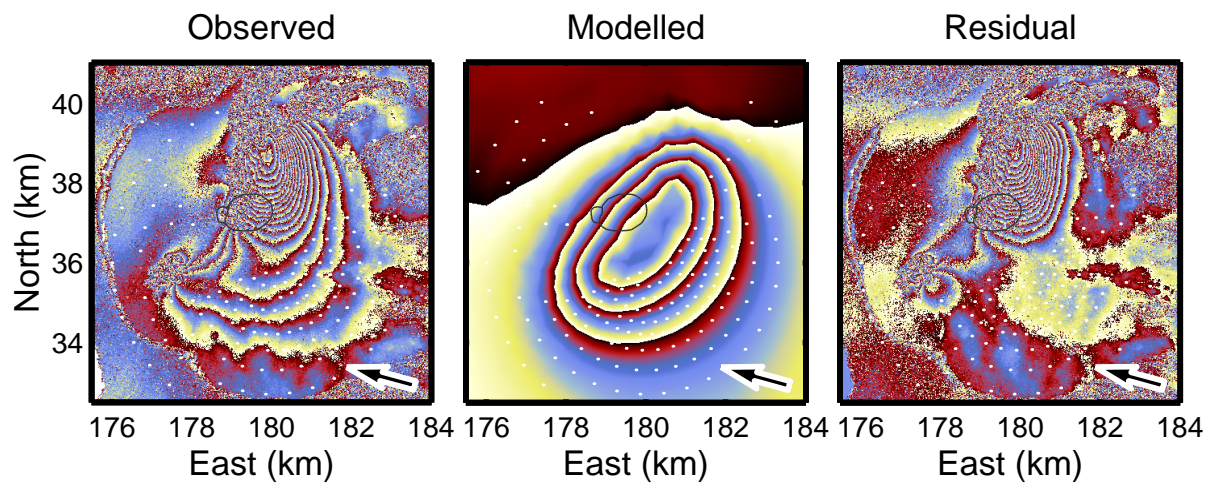 Observed Modelled Residual
40
38
36
34
North (km)
176 178 180 182 184 176 178 180 182 184 176 178 180 182 184
East (km) East (km) East (km)